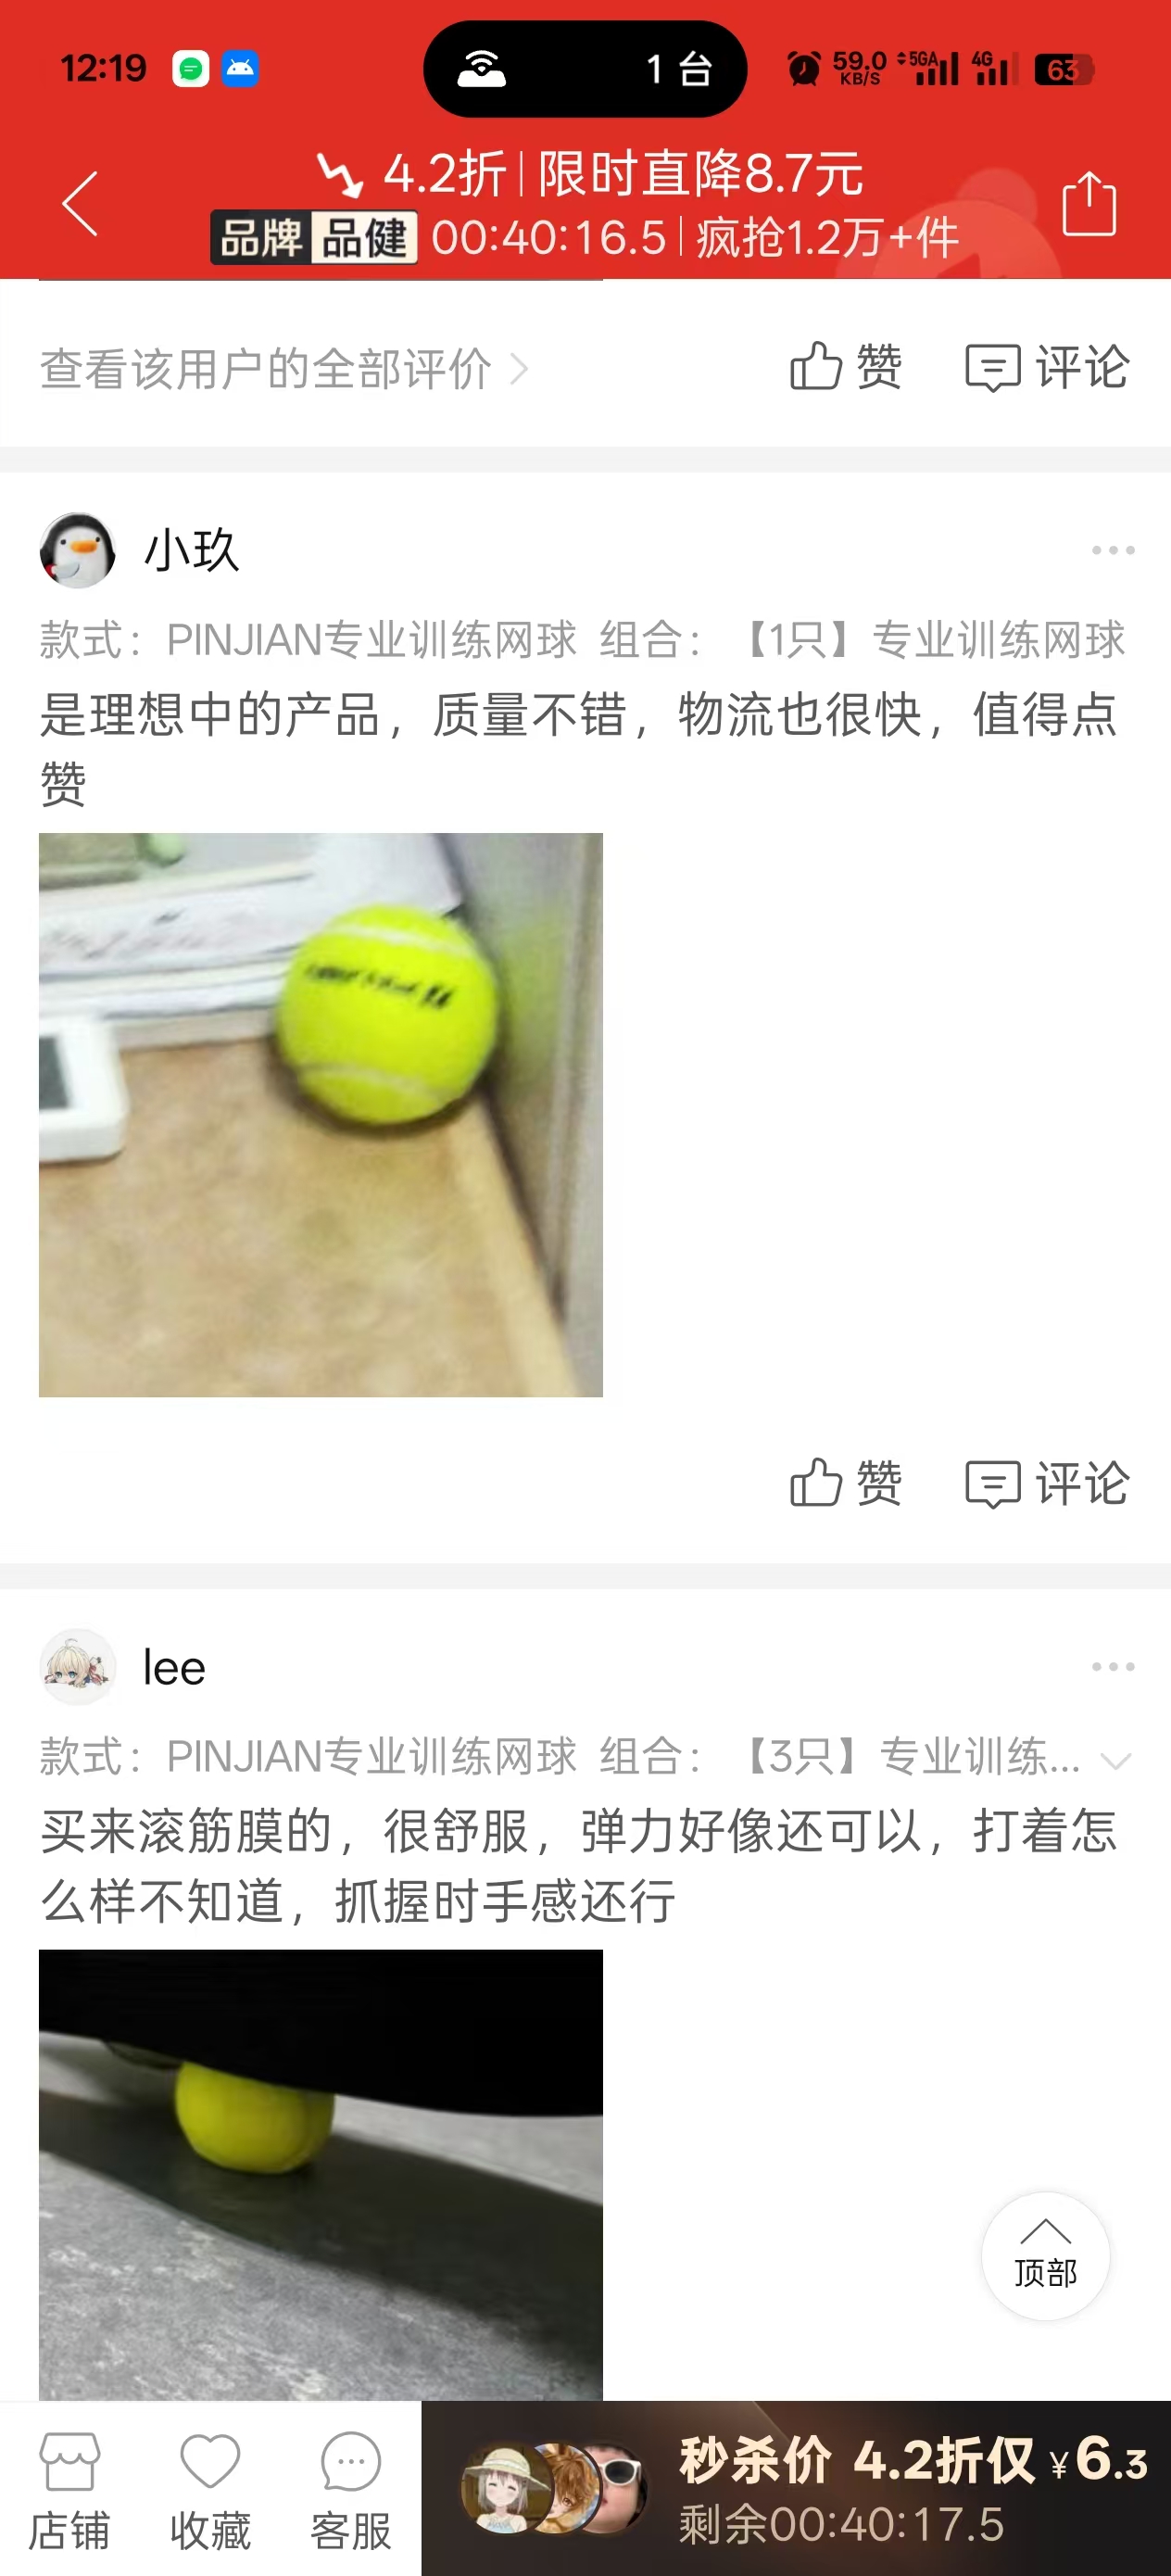 12:19
1 台
59.0
KB/S
5GA
4G
63
4.2折|限时直降8.7元
品牌 品健 00:40:16.5|疯抢1.2万+件
查看该用户的全部评价
赞 评论
小玖
款式：PINJIAN专业训练网球 组合：【1只】专业训练网球
是理想中的产品，质量不错，物流也很快，值得点
赞
赞 评论
lee
款式：PINJIAN专业训练网球 组合：【3只】专业训练...
买来滚筋膜的，很舒服，弹力好像还可以，打着怎
么样不知道，抓握时手感还行
顶部
店铺 收藏 客服
秒杀价 4.2折仅 ¥6.3
剩余00:40:17.5